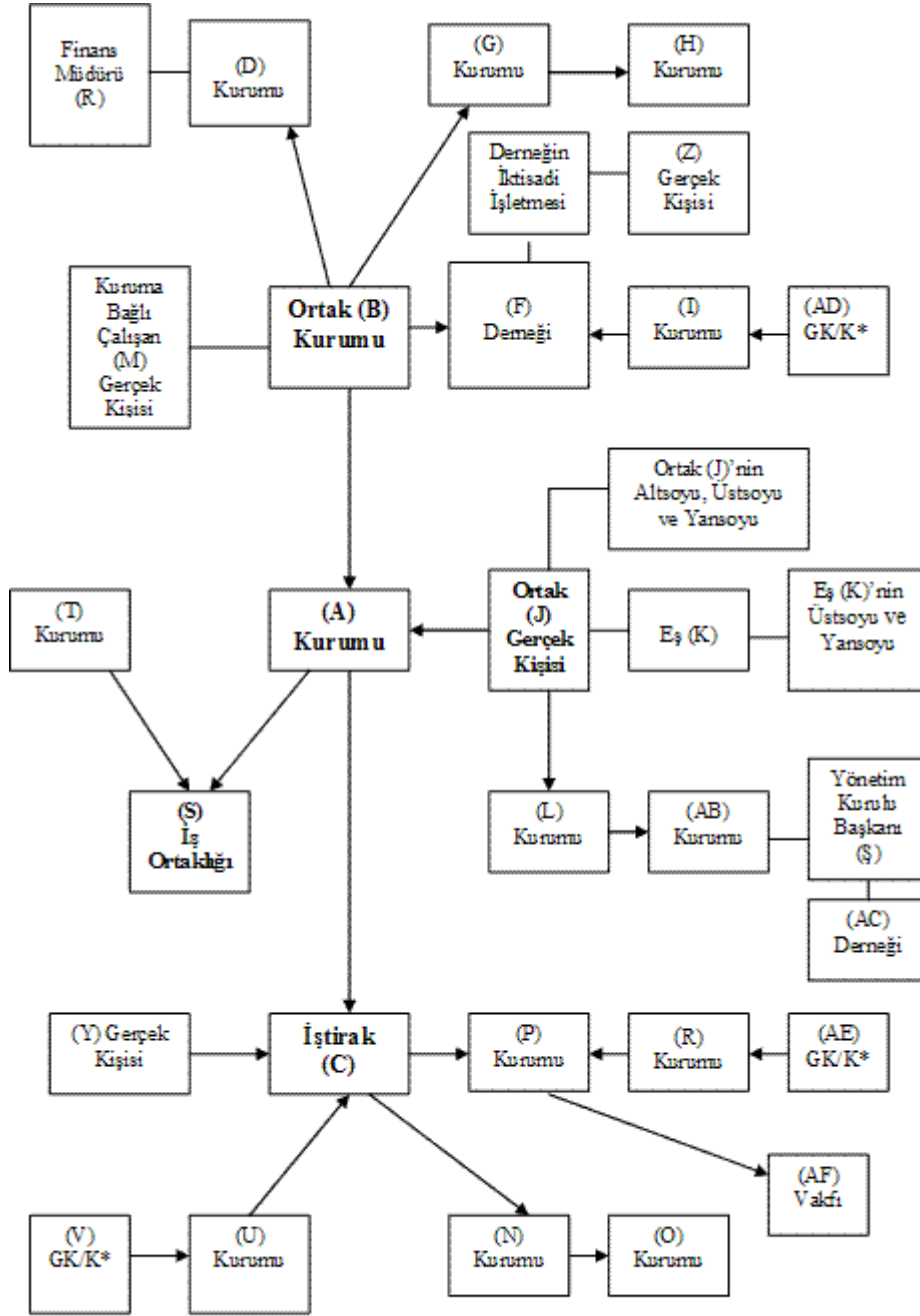 Finans
Müdürü
(R)
(D)
Kurumu
(G)
Kurumu
(H)
Kurumu
Derneğin
İktisadi
İşletmesi
(Z)
Gerçek
Kişisi
Kuruma
Bağlı
Çalışan
(M)
Gerçek
Kişisi
Ortak (B)
Kurumu
(F)
Derneği
(I)
Kurumu
(AD)
GK/K*
Ortak (J)’nin
Altsoyu, Üstsoyu
ve Yansoyu
(T)
Kurumu
(A)
Kurumu
Ortak
(J)
Gerçek
Kişisi
Eş (K)
Eş (K)’nin
Üstsoyu ve
Yansoyu
(S)
İş
Ortaklığı
(L)
Kurumu
(AB)
Kurumu
Yönetim
Kurulu
Başkanı
(Ş)
(AC)
Derneği
(Y) Gerçek
Kişisi
İştirak
(C)
(P)
Kurumu
(R)
Kurumu
(AE)
GK/K*
(AF)
Vakfı
(V)
GK/K*
(U)
Kurumu
(N)
Kurumu
(O)
Kurumu